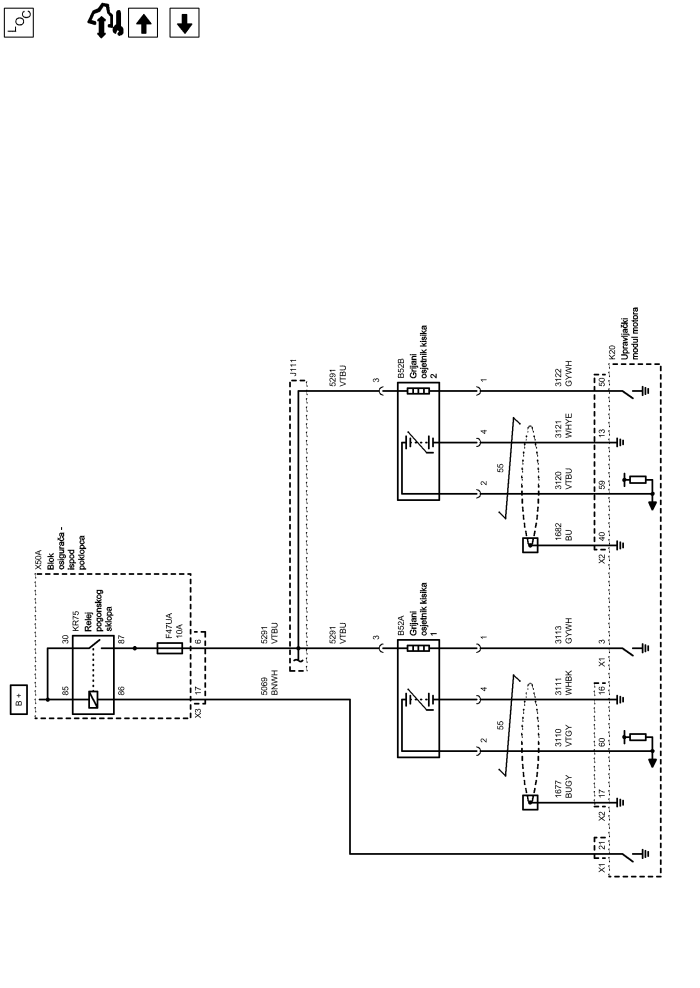 LOC
B +
X50A
Blok
osigurača -
ispod
poklopca
KR75
Relej
pogonskog
sklopa
30
87
85
86
F47UA
10A
6
17
X3
5291
VTBU
5069
BNWH
J111
5291
VTBU
5291
VTBU
3
B52B
Grijani
osjetnik kisika
2
1
4
2
55
3122
GYWH
3121
WHYE
3120
VTBU
1682
BU
50
13
59
40
X2
K20
Upravljački
modul motora
3
B52A
Grijani
osjetnik kisika
1
1
4
2
55
3113
GYWH
3111
WHBK
3110
VTGY
1677
BUGY
3
X1
16
60
17
X2
21
X1